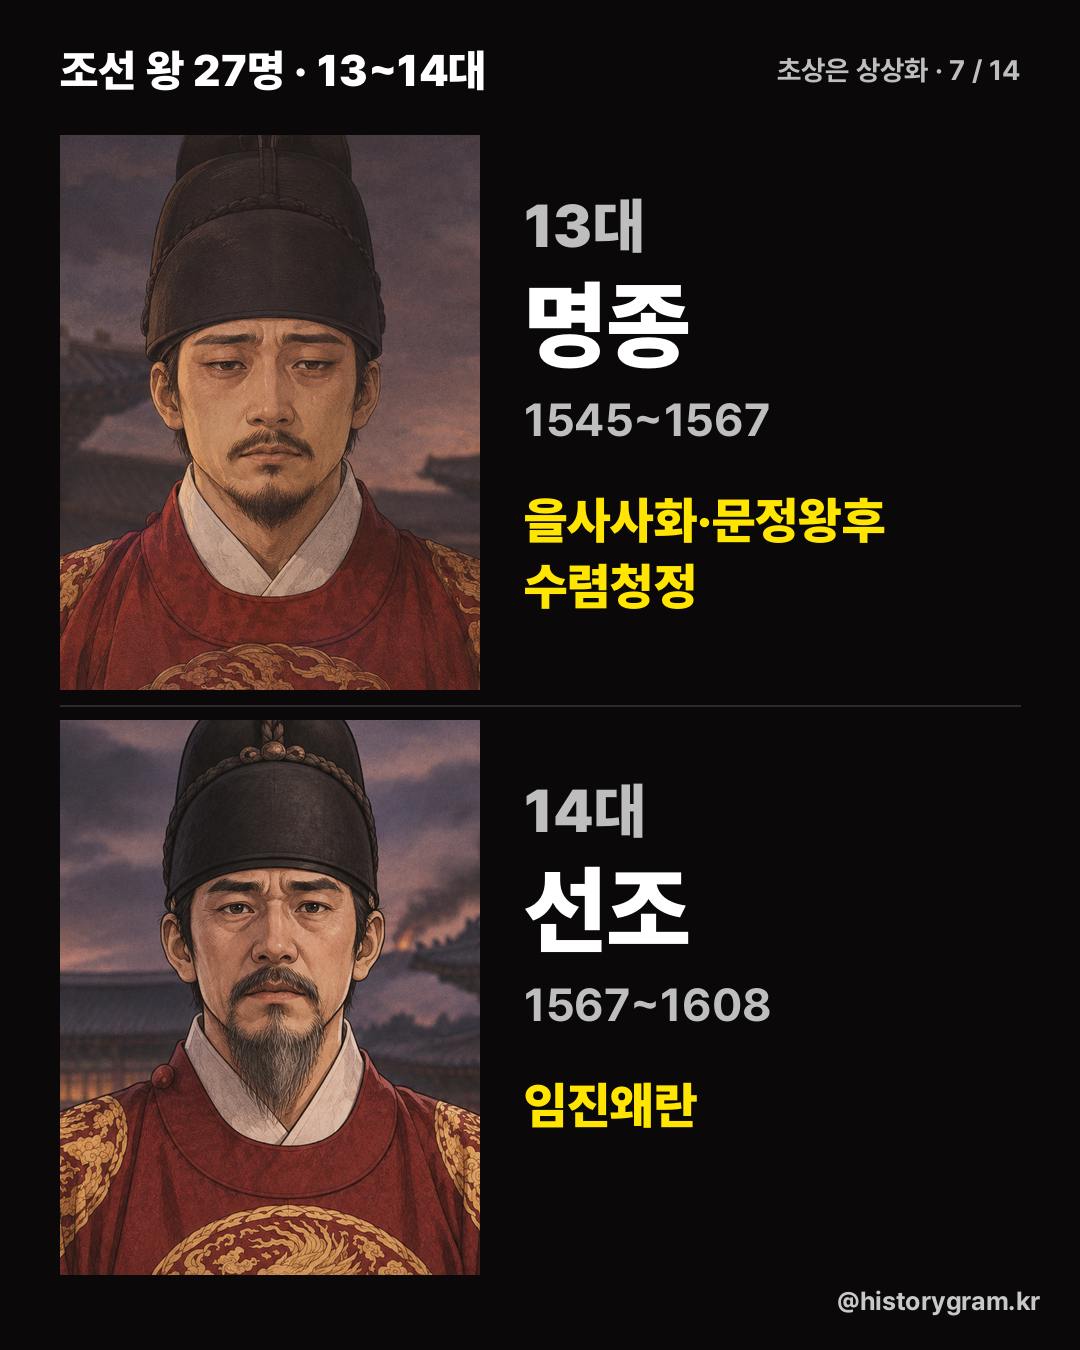 조선 왕 27명 · 13~14대
초상은 상상화 · 7 / 14
13대
명종
1545~1567
을사사화·문정왕후
수렴청정
14대
선조
1567~1608
임진왜란
@historygram.kr